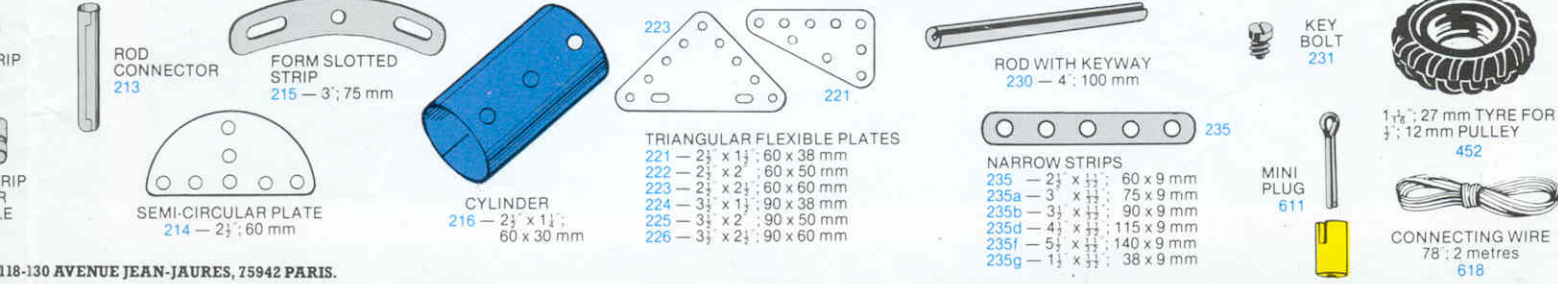 RIP
RIP
R
LE
ROD
CONNECTOR
213
FORM SLOTTED
STRIP
215 — 3"; 75 mm
SEMI-CIRCULAR PLATE
214 — 2½"; 60 mm
CYLINDER
216 — 2½" x 1¼";
60 x 30 mm
223
221
TRIANGULAR FLEXIBLE PLATES
221 — 2½" x 1½"; 60 x 38 mm
222 — 2½" x 2"; 60 x 50 mm
223 — 2½" x 2½"; 60 x 60 mm
224 — 3½" x 1½"; 90 x 38 mm
225 — 3½" x 2"; 90 x 50 mm
226 — 3½" x 2½"; 90 x 60 mm
ROD WITH KEYWAY
230 — 4"; 100 mm
235
NARROW STRIPS
235 — 2½" x 11/32"; 60 x 9 mm
235a — 3" x 11/32"; 75 x 9 mm
235b — 3½" x 11/32"; 90 x 9 mm
235d — 4½" x 11/32"; 115 x 9 mm
235f — 5½" x 11/32"; 140 x 9 mm
235g — 1½" x 11/32"; 38 x 9 mm
KEY
BOLT
231
MINI
PLUG
611
1 1/16"; 27 mm TYRE FOR
½"; 12 mm PULLEY
452
CONNECTING WIRE
78"; 2 metres
618
118-130 AVENUE JEAN-JAURES, 75942 PARIS.